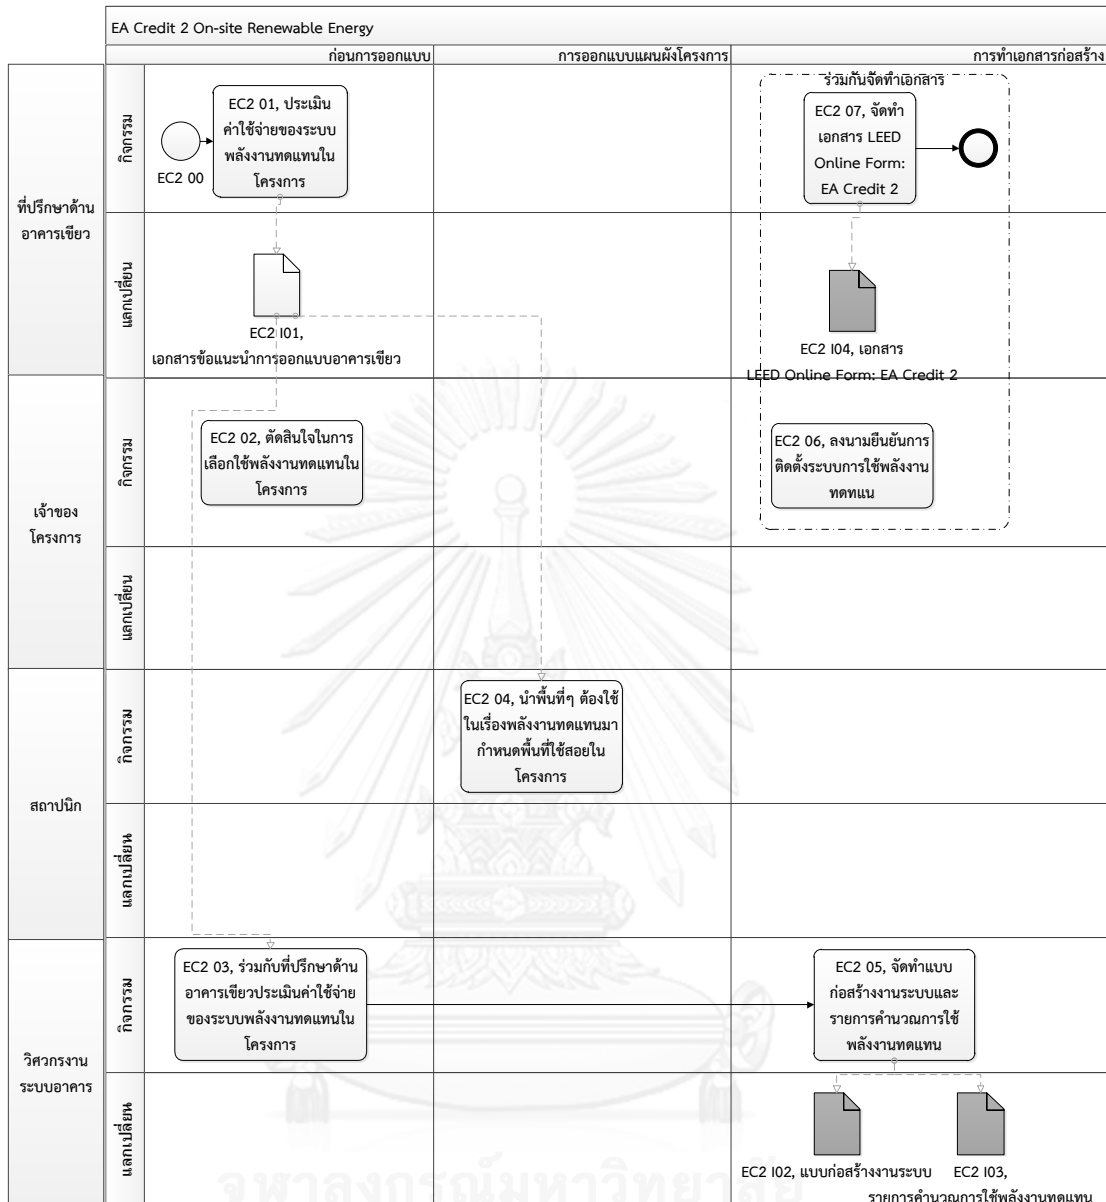 EA Credit 2 On-site Renewable Energy
ก่อนการออกแบบ
การออกแบบแผนผังโครงการ
การทำเอกสารก่อสร้าง
ที่ปรึกษาด้าน
อาคารเขียว
กิจกรรม
EC2 00
EC2 01, ประเมิน
ค่าใช้จ่ายของระบบ
พลังงานทดแทนใน
โครงการ
ร่วมกันจัดทำเอกสาร
EC2 07, จัดทำ
เอกสาร LEED
Online Form:
EA Credit 2
แลกเปลี่ยน
EC2 I01,
เอกสารข้อแนะนำการออกแบบอาคารเขียว
EC2 I04, เอกสาร
LEED Online Form: EA Credit 2
เจ้าของ
โครงการ
กิจกรรม
EC2 02, ตัดสินใจในการ
เลือกใช้พลังงานทดแทนใน
โครงการ
EC2 06, ลงนามยืนยันการ
ติดตั้งระบบการใช้พลังงาน
ทดทแน
แลกเปลี่ยน
สถาปนิก
กิจกรรม
EC2 04, นำพื้นที่ๆ ต้องใช้
ในเรื่องพลังงานทดแทนมา
กำหนดพื้นที่ใช้สอยใน
โครงการ
แลกเปลี่ยน
วิศวกรงาน
ระบบอาคาร
กิจกรรม
EC2 03, ร่วมกับที่ปรึกษาด้าน
อาคารเขียวประเมินค่าใช้จ่าย
ของระบบพลังงานทดแทนใน
โครงการ
EC2 05, จัดทำแบบ
ก่อสร้างงานระบบและ
รายการคำนวณการใช้
พลังงานทดแทน
แลกเปลี่ยน
EC2 I02, แบบก่อสร้างงานระบบ
EC2 I03,
รายการคำนวณการใช้พลังงานทดแทน
จุฬาลงกรณ์มหาวิทยาลัย